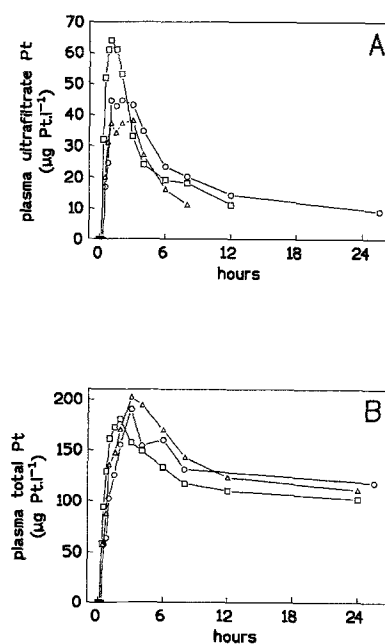 A
plasma ultrafiltrate Pt
(µg Pt.l⁻¹)
70
60
50
40
30
20
10
0
0 6 12 18 24
hours
B
plasma total Pt
(µg Pt.l⁻¹)
200
150
100
50
0
0 6 12 18 24
hours